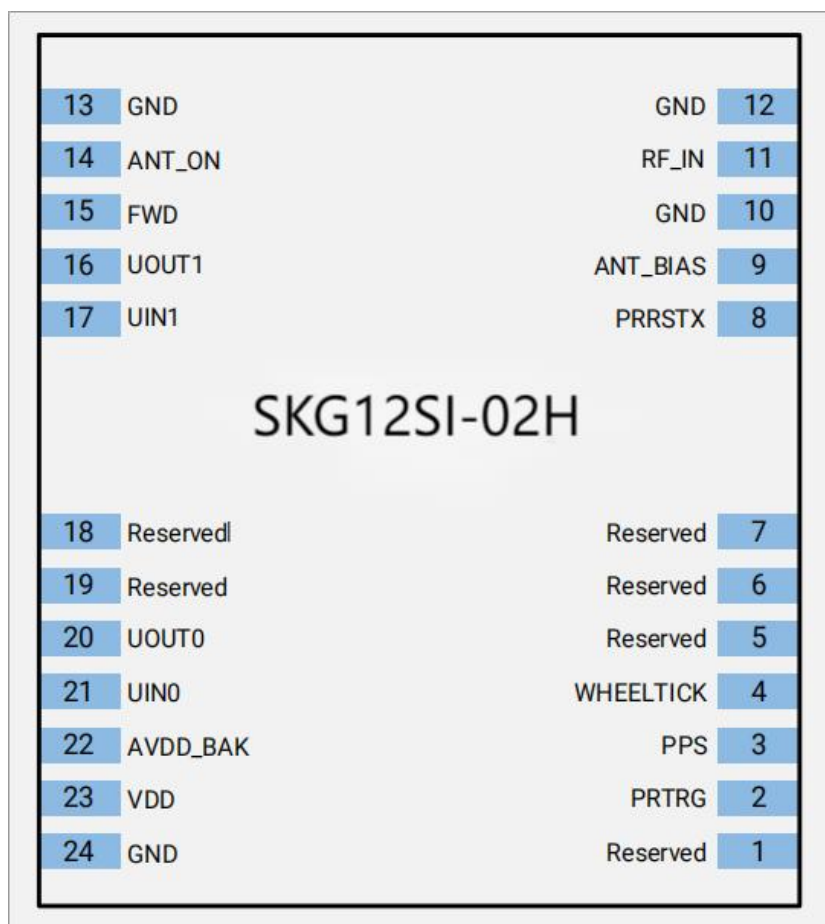 13 GND GND 12
14 ANT_ON RF_IN 11
15 FWD GND 10
16 UOUT1 ANT_BIAS 9
17 UIN1 PRRSTX 8
SKG12SI-02H
18 Reserved Reserved 7
19 Reserved Reserved 6
20 UOUT0 Reserved 5
21 UIN0 WHEELTICK 4
22 AVDD_BAK PPS 3
23 VDD PRTRG 2
24 GND Reserved 1